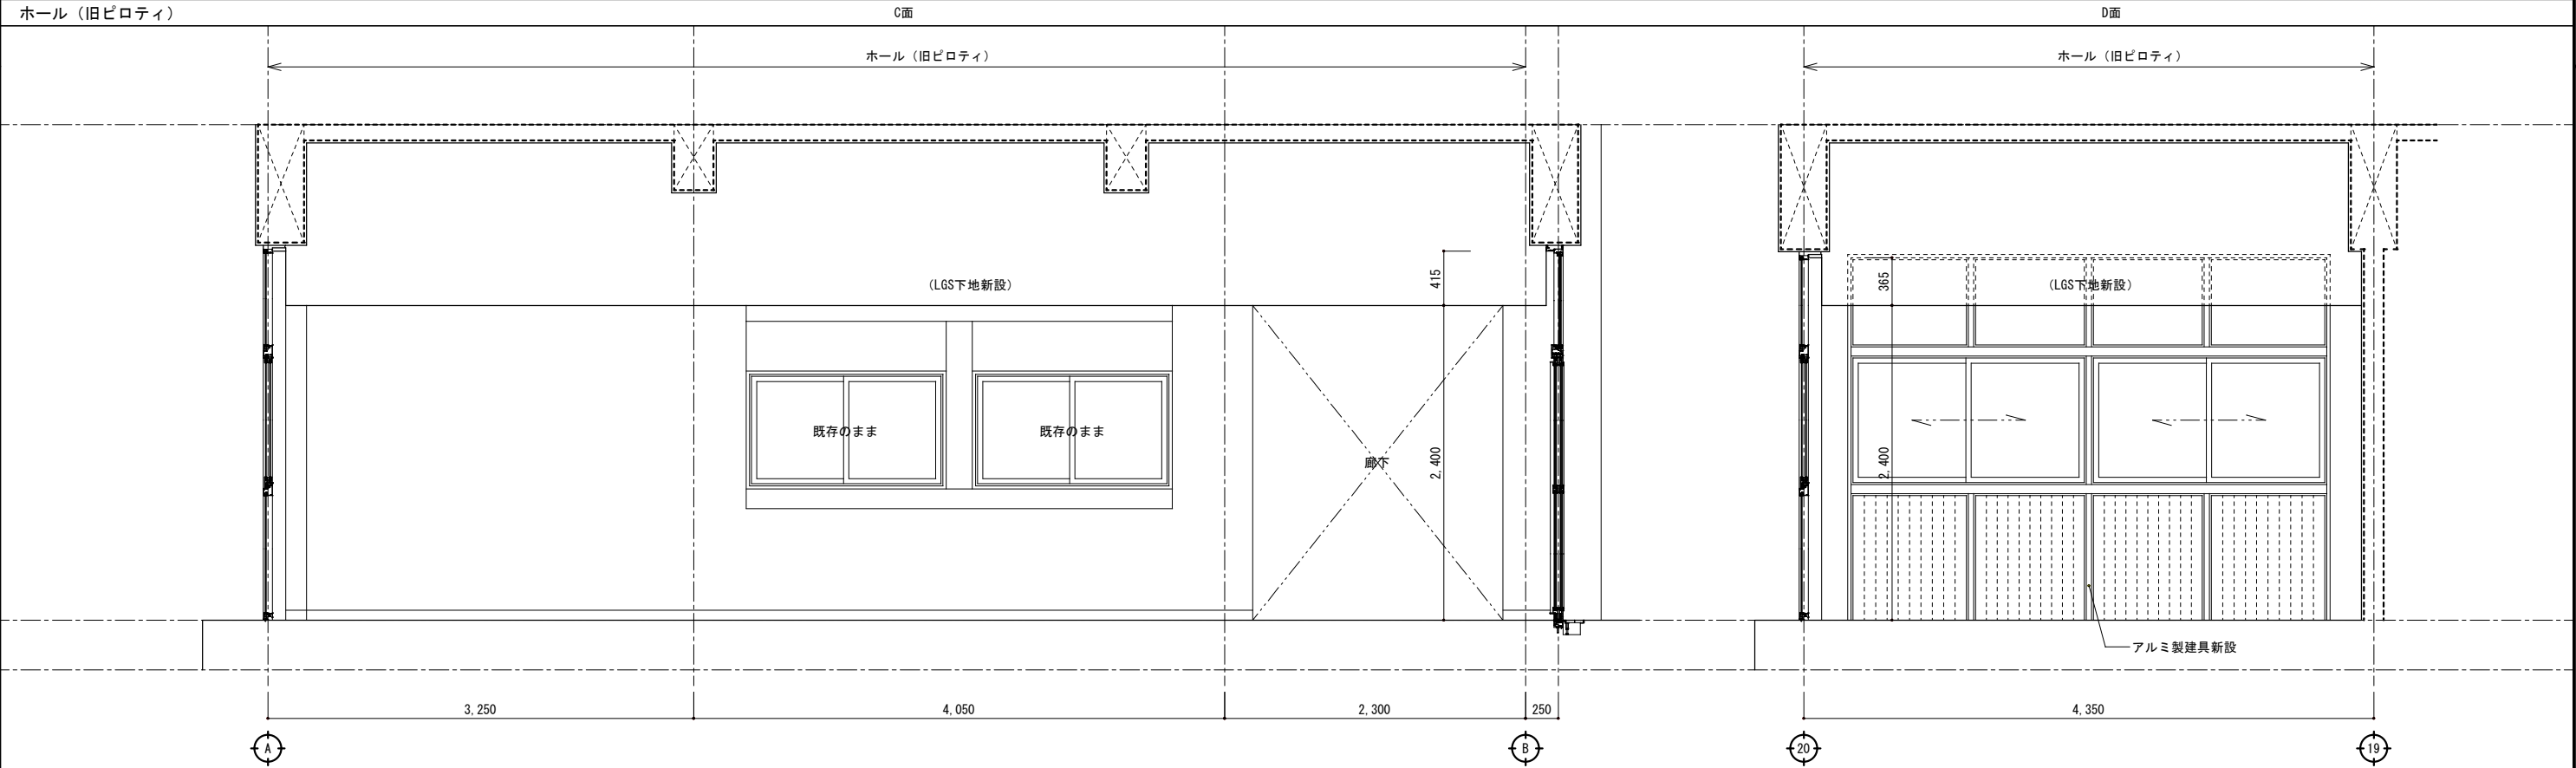 ホール（旧ピロティ）
C面
D面
ホール（旧ピロティ）
ホール（旧ピロティ）
（LGS下地新設）
415
365
（LGS下地新設）
既存のまま
既存のまま
廊下
2,400
2,400
アルミ製建具新設
3,250
4,050
2,300
250
4,350
A
B
20
19